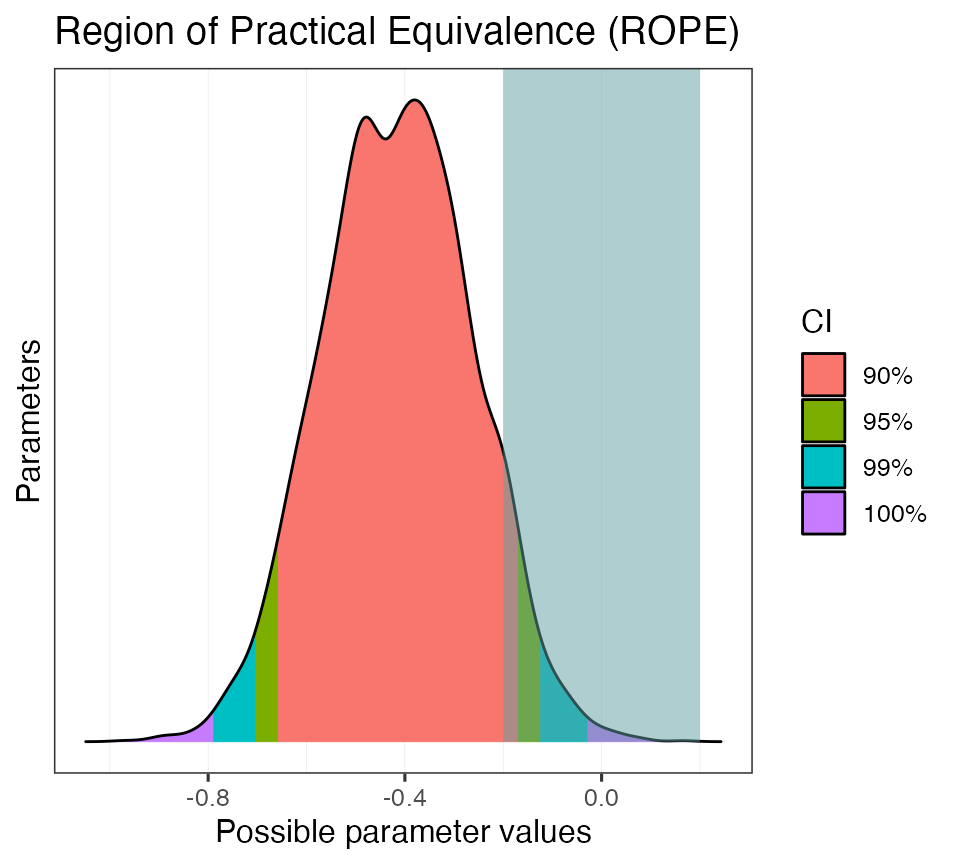 Region of Practical Equivalence (ROPE)
Parameters
CI
90%
95%
99%
100%
-0.8
-0.4
0.0
Possible parameter values